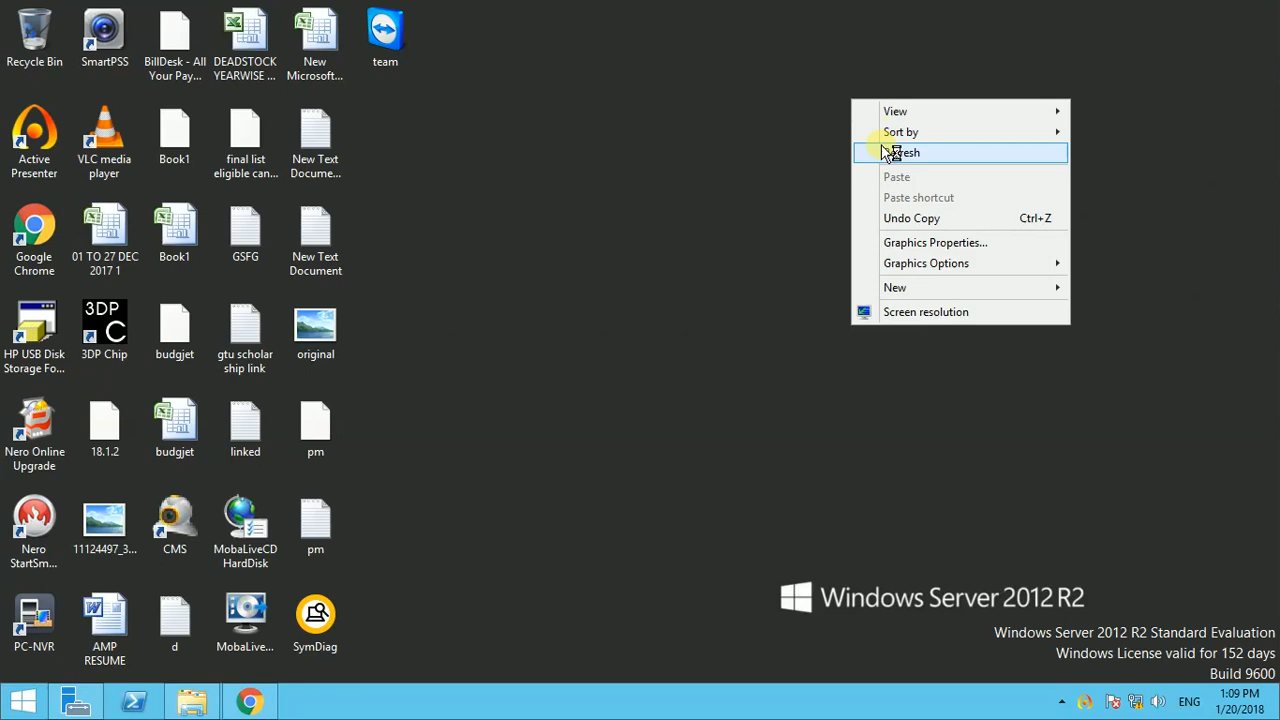 Recycle Bin
SmartPSS
BillDesk - All
Your Pay...
DEADSTOCK
YEARWISE ...
New
Microsoft...
team
Active
Presenter
VLC media
player
Book1
final list
eligible can...
New Text
Docume...
Google
Chrome
01 TO 27 DEC
2017 1
Book1
GSFG
New Text
Document
HP USB Disk
Storage Fo...
3DP
C
3DP Chip
budgjet
gtu scholar
ship link
original
Nero Online
Upgrade
18.1.2
budgjet
linked
pm
Nero
StartSm...
11124497_3...
CMS
MobaLiveCD
HardDisk
pm
PC-NVR
AMP
RESUME
d
MobaLive...
SymDiag
View
Sort by
Paste
Paste shortcut
Undo Copy Ctrl+Z
Graphics Properties...
Graphics Options
New
Screen resolution
Windows Server 2012 R2
Windows Server 2012 R2 Standard Evaluation
Windows License valid for 152 days
Build 9600
ENG
1:09 PM
1/20/2018